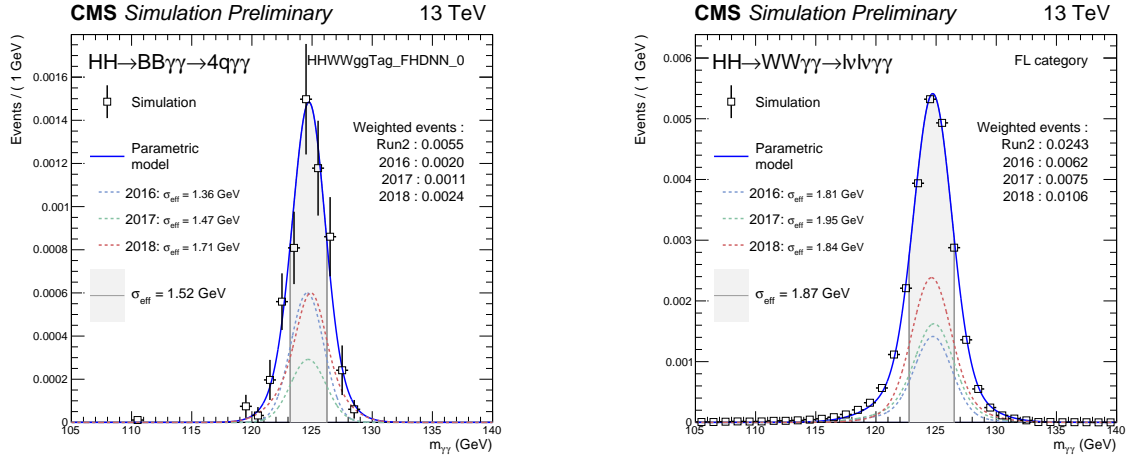 CMS Simulation Preliminary 13 TeV
Events / ( 1 GeV )
HH→BBγγ→4qγγ
HHWWggTag_FHDNN_0
Simulation
Parametric
model
2016: σeff = 1.36 GeV
2017: σeff = 1.47 GeV
2018: σeff = 1.71 GeV
σeff = 1.52 GeV
Weighted events :
Run2 : 0.0055
2016 : 0.0020
2017 : 0.0011
2018 : 0.0024
0.0016
0.0014
0.0012
0.001
0.0008
0.0006
0.0004
0.0002
0
105 110 115 120 125 130 135 140
mγγ (GeV)
CMS Simulation Preliminary 13 TeV
Events / ( 1 GeV )
HH→WWγγ→lνlνγγ
FL category
Simulation
Parametric
model
2016: σeff = 1.81 GeV
2017: σeff = 1.95 GeV
2018: σeff = 1.84 GeV
σeff = 1.87 GeV
Weighted events :
Run2 : 0.0243
2016 : 0.0062
2017 : 0.0075
2018 : 0.0106
0.006
0.005
0.004
0.003
0.002
0.001
0
105 110 115 120 125 130 135 140
mγγ (GeV)